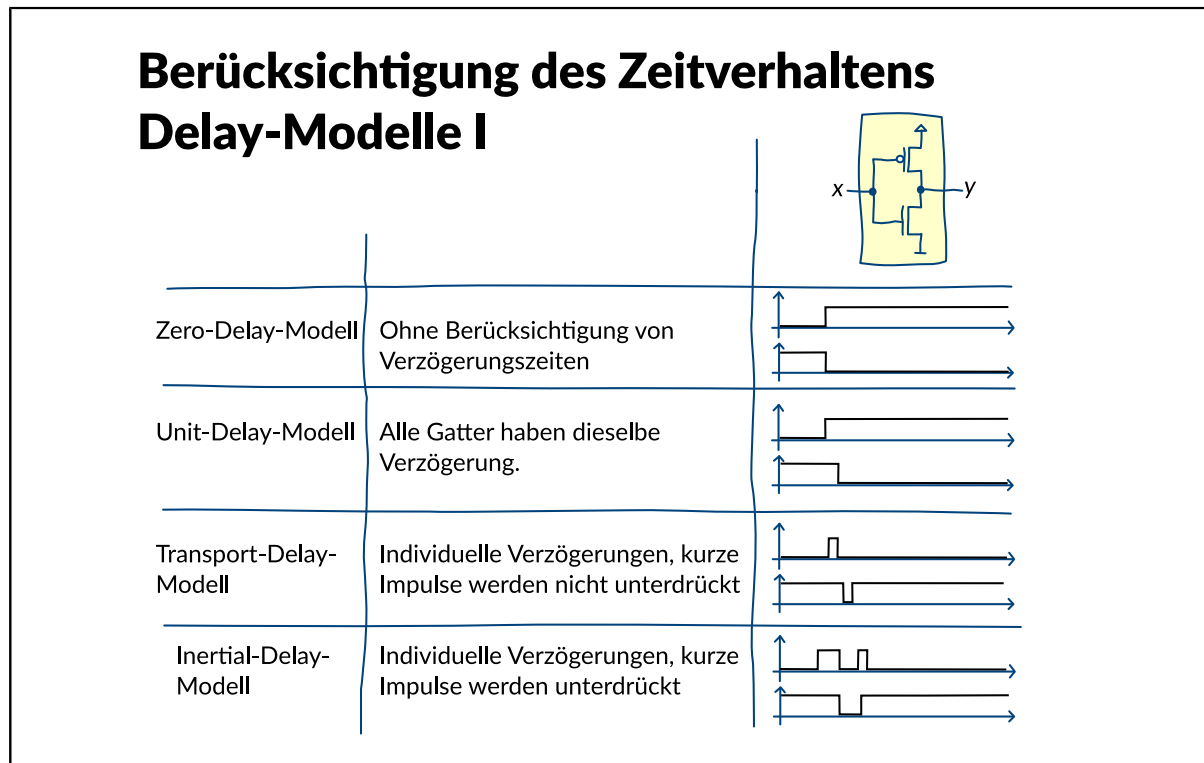 Berücksichtigung des Zeitverhaltens
Delay-Modelle I
x
y
Zero-Delay-Modell
Ohne Berücksichtigung von
Verzögerungszeiten
Unit-Delay-Modell
Alle Gatter haben dieselbe
Verzögerung.
Transport-Delay-
Modell
Individuelle Verzögerungen, kurze
Impulse werden nicht unterdrückt
Inertial-Delay-
Modell
Individuelle Verzögerungen, kurze
Impulse werden unterdrückt